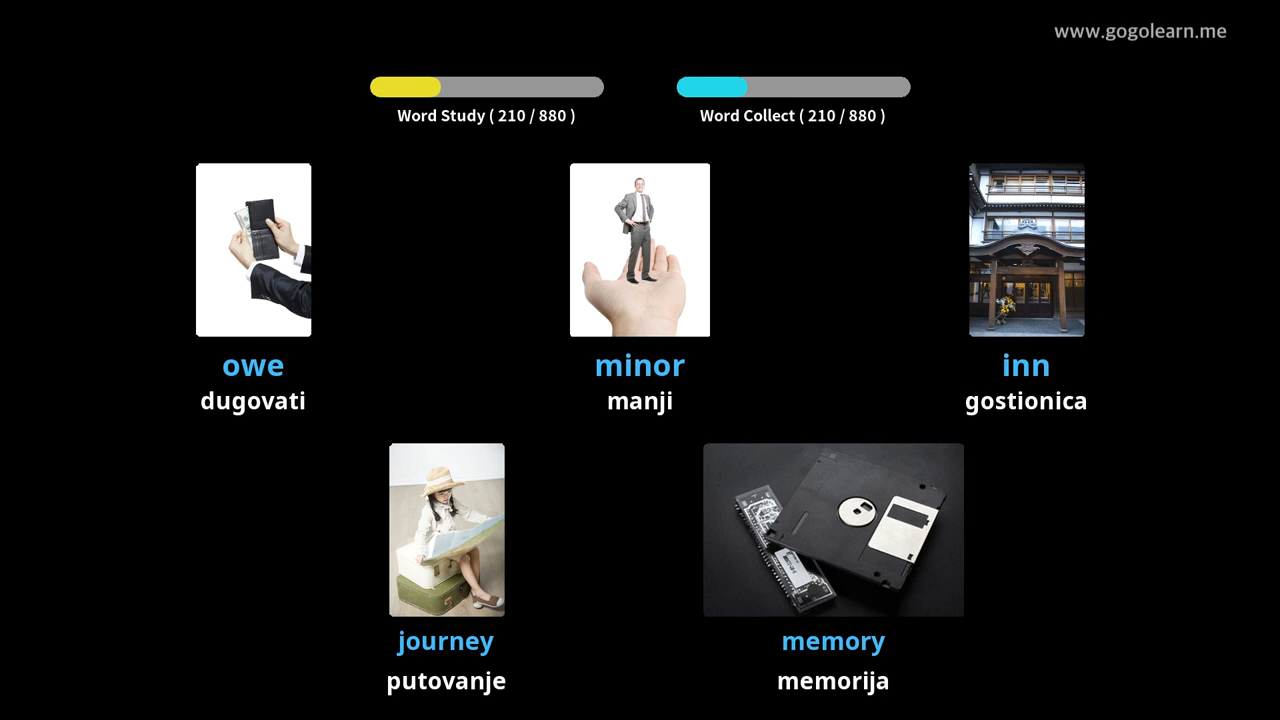 www.gogolearn.me
Word Study ( 210 / 880 )
Word Collect ( 210 / 880 )
owe
minor
inn
dugovati
manji
gostionica
journey
memory
putovanje
memorija